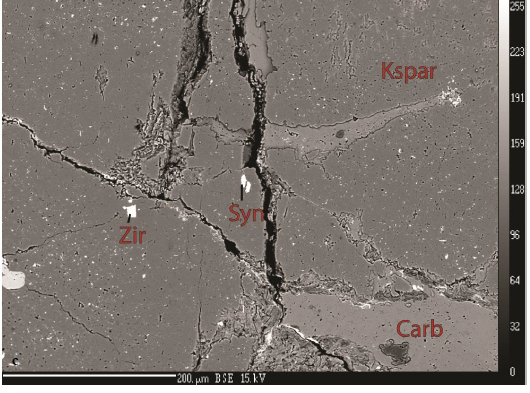 255
223
Kspar
191
159
128
Syn
Zir
96
64
Carb
32
0
200. μm BSE 15. kV